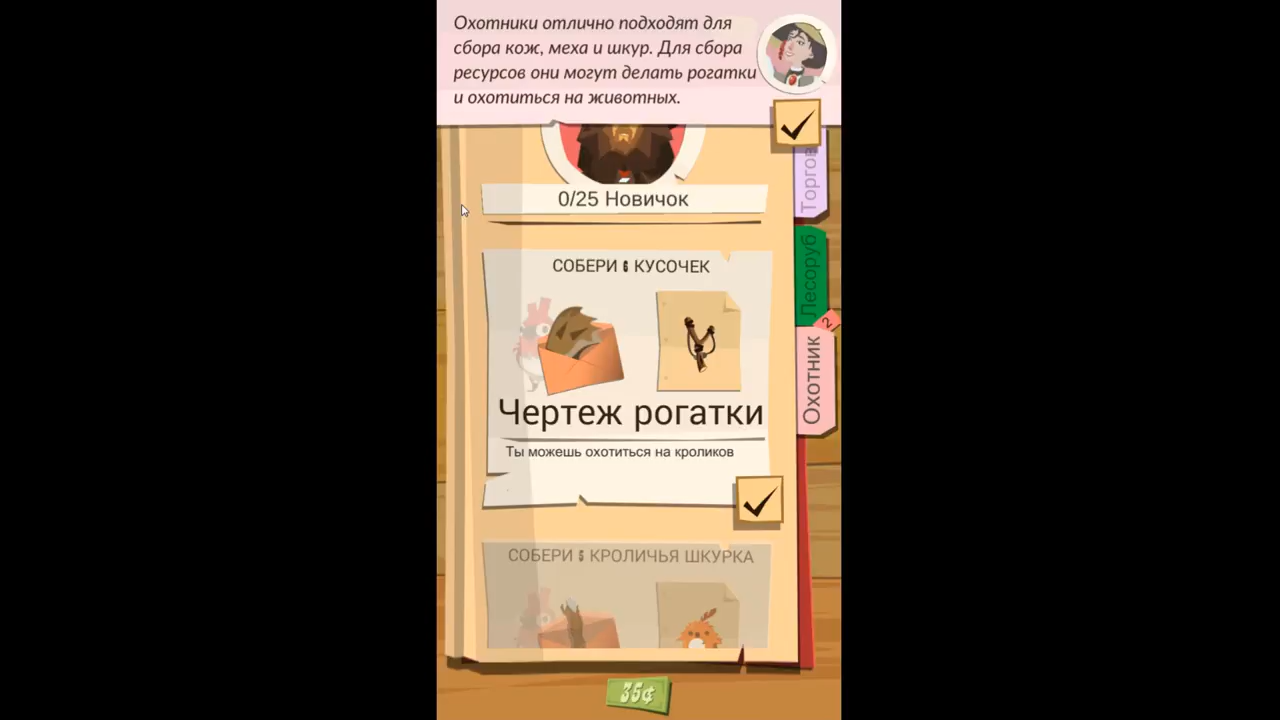 Охотники отлично подходят для
сбора кож, меха и шкур. Для сбора
ресурсов они могут делать рогатки
и охотиться на животных.
0/25 Новичок
СОБЕРИ 6 КУСОЧЕК
Чертеж рогатки
Ты можешь охотиться на кроликов
СОБЕРИ 5 КРОЛИЧЬЯ ШКУРКА
Торгов
Лесоруб
2
Охотник
35¢